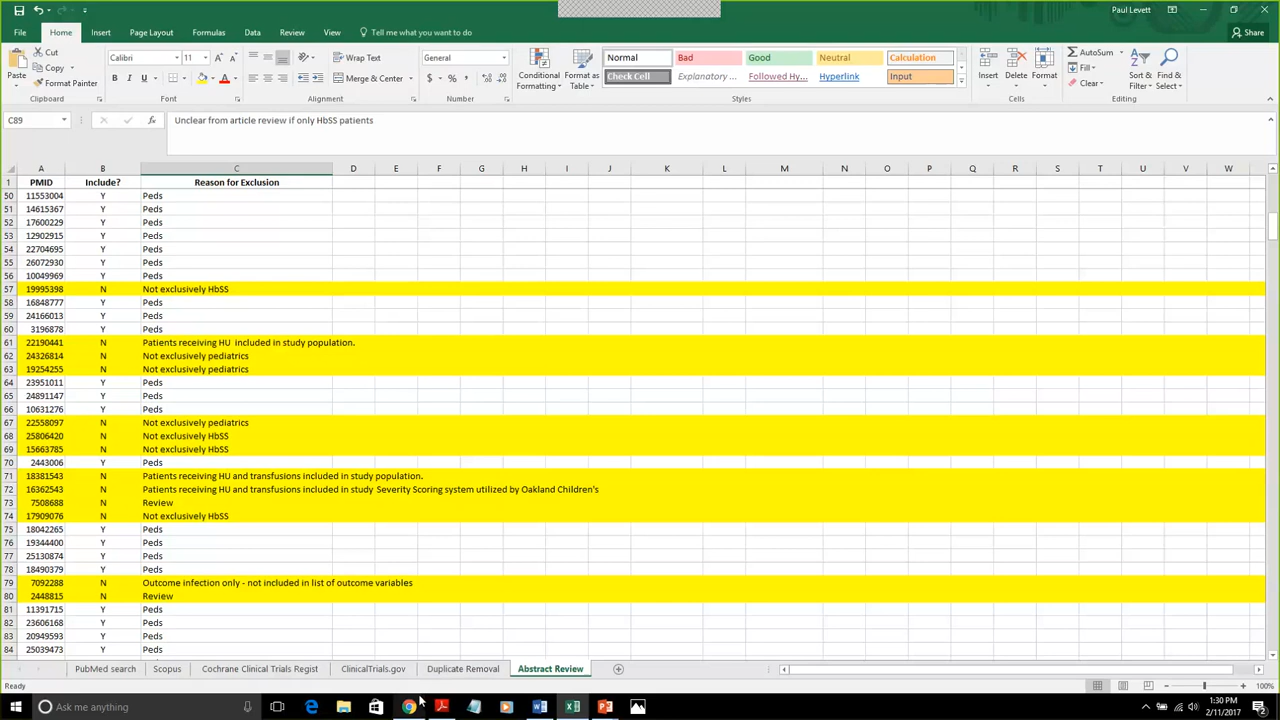 Paul Levett
File Home Insert Page Layout Formulas Data Review View Tell me what you want to do Share
Paste
Cut
Copy
Format Painter
Clipboard
Calibri 11
B I U
Font
Wrap Text
Merge & Center
Alignment
General
$ % ,
Number
Conditional Formatting
Format as Table
Normal Bad Good Neutral Calculation
Check Cell Explanatory ... Followed Hy... Hyperlink Input
Styles
Insert Delete Format
Cells
AutoSum
Fill
Clear
Sort & Filter
Find & Select
Editing
C89 fx Unclear from article review if only HbSS patients
A B C D E F G H I J K L M N O P Q R S T U V W
1 PMID Include? Reason for Exclusion
50 11553004 Y Peds
51 14615367 Y Peds
52 17600229 Y Peds
53 12902915 Y Peds
54 22704695 Y Peds
55 26072930 Y Peds
56 10049969 Y Peds
57 19995398 N Not exclusively HbSS
58 16848777 Y Peds
59 24166013 Y Peds
60 3196878 Y Peds
61 22190441 N Patients receiving HU included in study population.
62 24326814 N Not exclusively pediatrics
63 19254255 N Not exclusively pediatrics
64 23951011 Y Peds
65 24891147 Y Peds
66 10631276 Y Peds
67 22558097 N Not exclusively pediatrics
68 25806420 N Not exclusively HbSS
69 15663785 N Not exclusively HbSS
70 2443006 Y Peds
71 18381543 N Patients receiving HU and transfusions included in study population.
72 16362543 N Patients receiving HU and transfusions included in study Severity Scoring system utilized by Oakland Children's
73 7508688 N Review
74 17909076 N Not exclusively HbSS
75 18042265 Y Peds
76 19344400 Y Peds
77 25130874 Y Peds
78 18490379 Y Peds
79 7092288 N Outcome infection only - not included in list of outcome variables
80 2448815 N Review
81 11391715 Y Peds
82 23606168 Y Peds
83 20949593 Y Peds
84 25039473 Y Peds
PubMed search Scopus Cochrane Clinical Trials Regist ClinicalTrials.gov Duplicate Removal Abstract Review
Ready 100%
Ask me anything
1:30 PM
2/11/2017